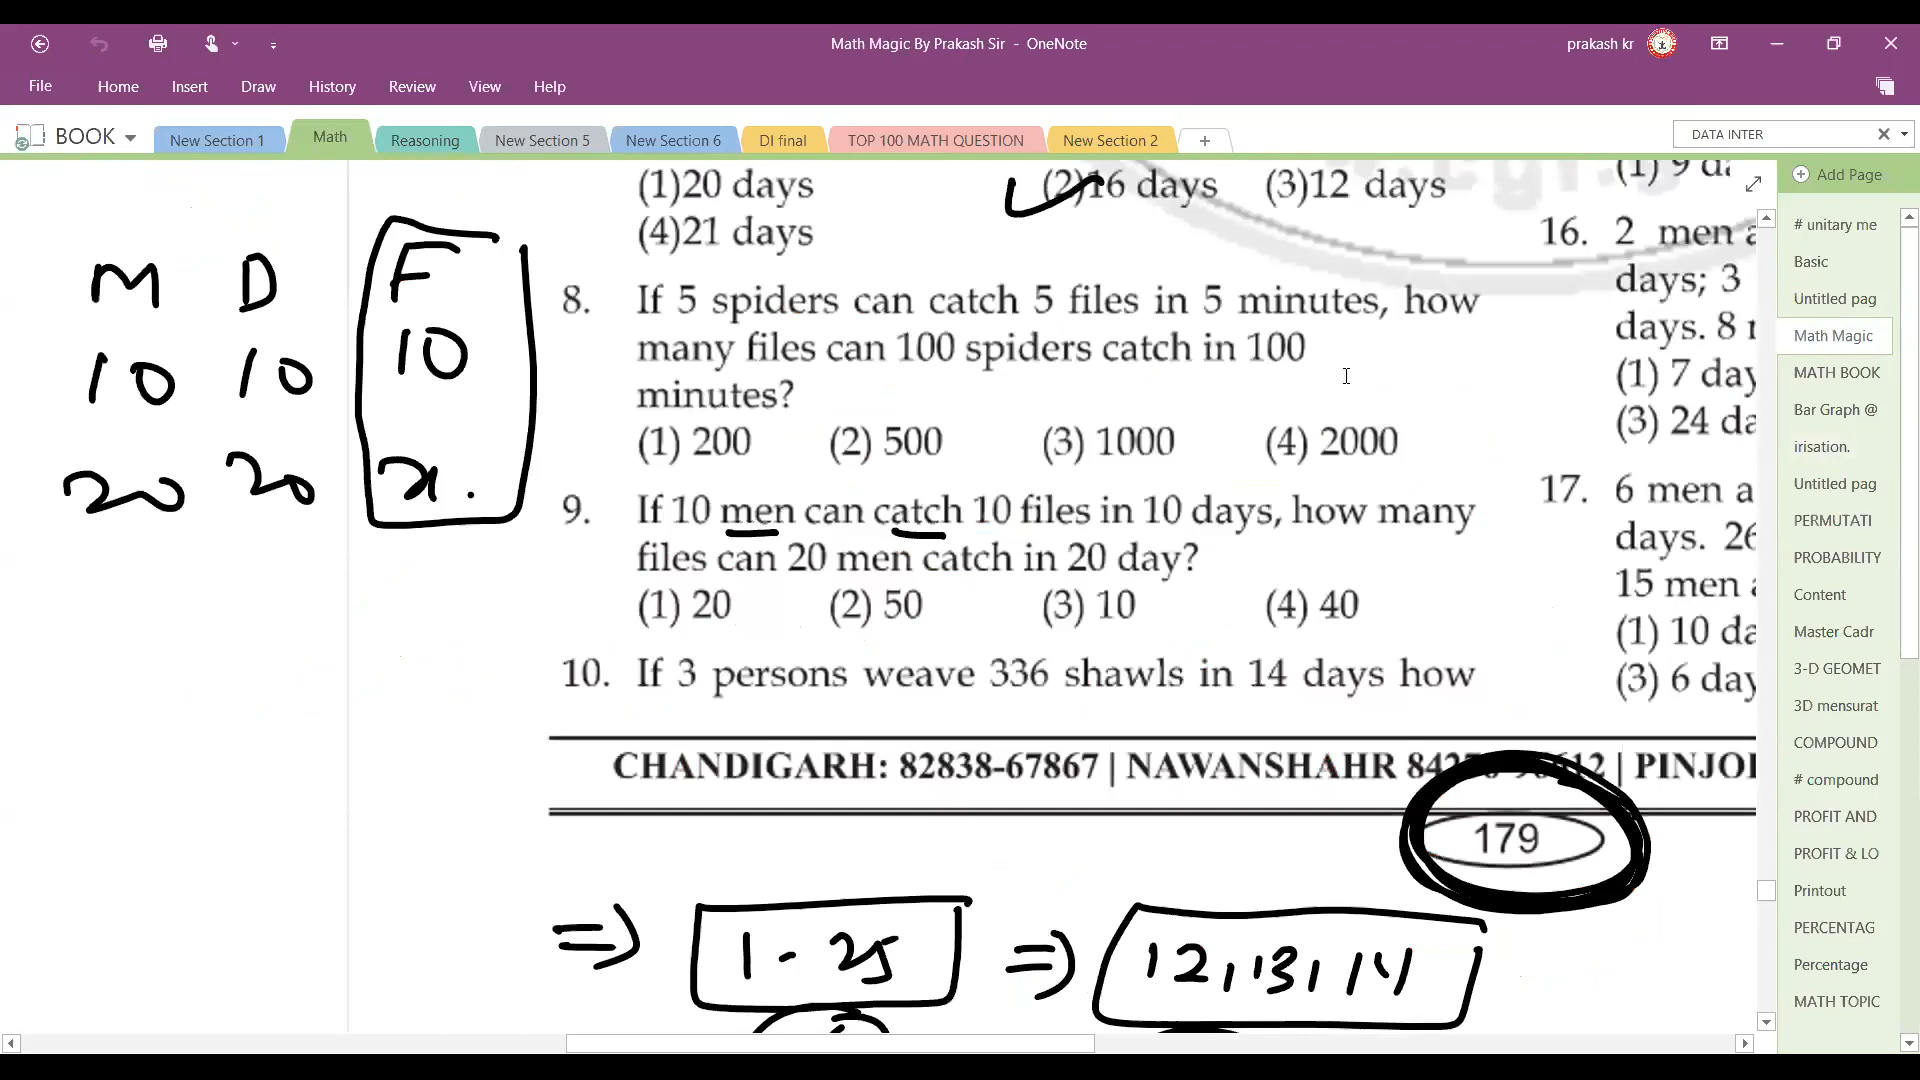 Math Magic By Prakash Sir - OneNote
prakash kr
File Home Insert Draw History Review View Help
BOOK New Section 1 Math Reasoning New Section 5 New Section 6 DI final TOP 100 MATH QUESTION New Section 2 +
DATA INTER
Add Page
# unitary me
Basic
Untitled pag
Math Magic
MATH BOOK
Bar Graph @
irisation.
Untitled pag
PERMUTATI
PROBABILITY
Content
Master Cadr
3-D GEOMET
3D mensurat
COMPOUND
# compound
PROFIT AND
PROFIT & LO
Printout
PERCENTAG
Percentage
MATH TOPIC
M D F
10 10 10
20 20 x.
(1)20 days (2)16 days (3)12 days
(4)21 days
8. If 5 spiders can catch 5 files in 5 minutes, how
many files can 100 spiders catch in 100
minutes?
(1) 200 (2) 500 (3) 1000 (4) 2000
9. If 10 men can catch 10 files in 10 days, how many
files can 20 men catch in 20 day?
(1) 20 (2) 50 (3) 10 (4) 40
10. If 3 persons weave 336 shawls in 14 days how
16. 2 men a
days; 3
days. 8
(1) 7 day
(3) 24 da
17. 6 men a
days. 26
15 men
(1) 10 da
(3) 6 day
CHANDIGARH: 82838-67867 | NAWANSHAHR | PINJO
179
=> 1 - 25 => 12, 13, 14